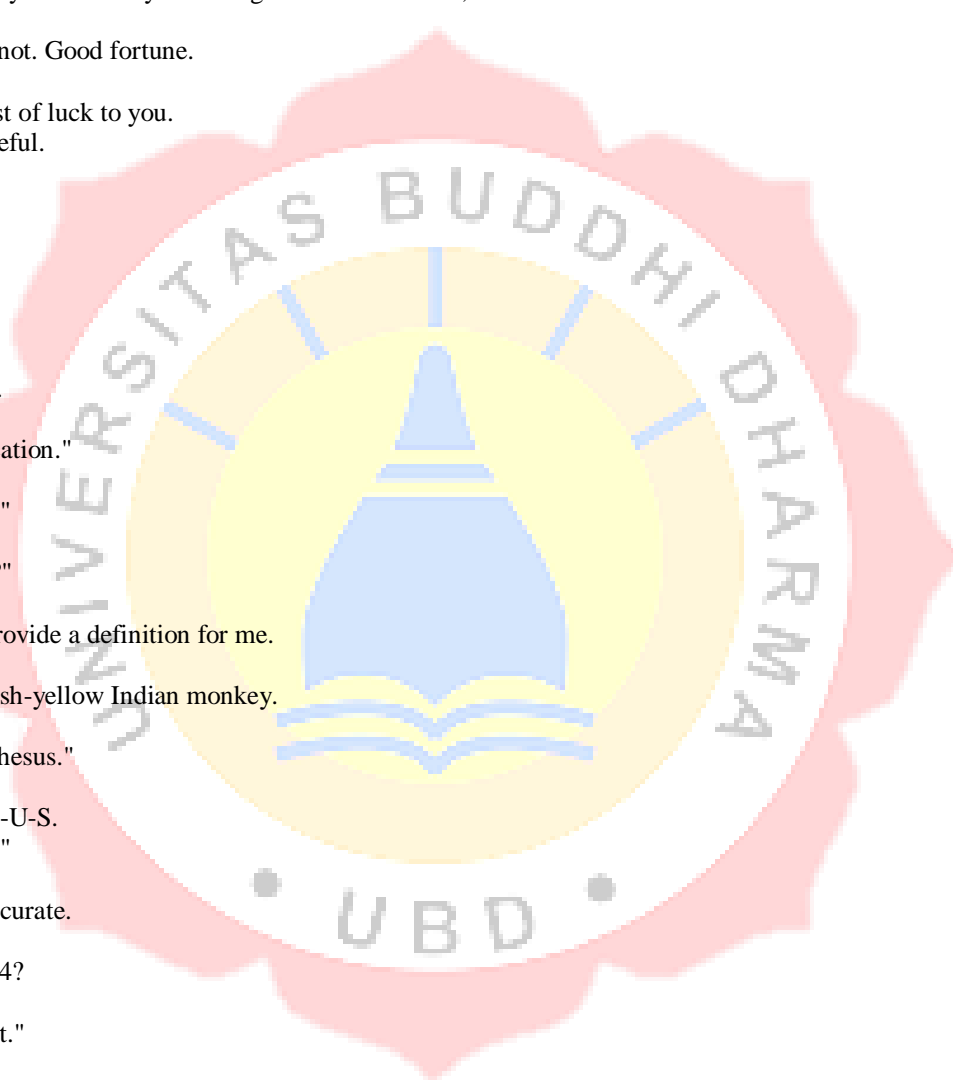 not. Good fortune.
st of luck to you.
eful.
ation."
"
"
rovide a definition for me.
sh-yellow Indian monkey.
hesus."
-U-S.
"
curate.
4?
t."
UNIVERSITAS BUDDHI DHARMA
• UBD •